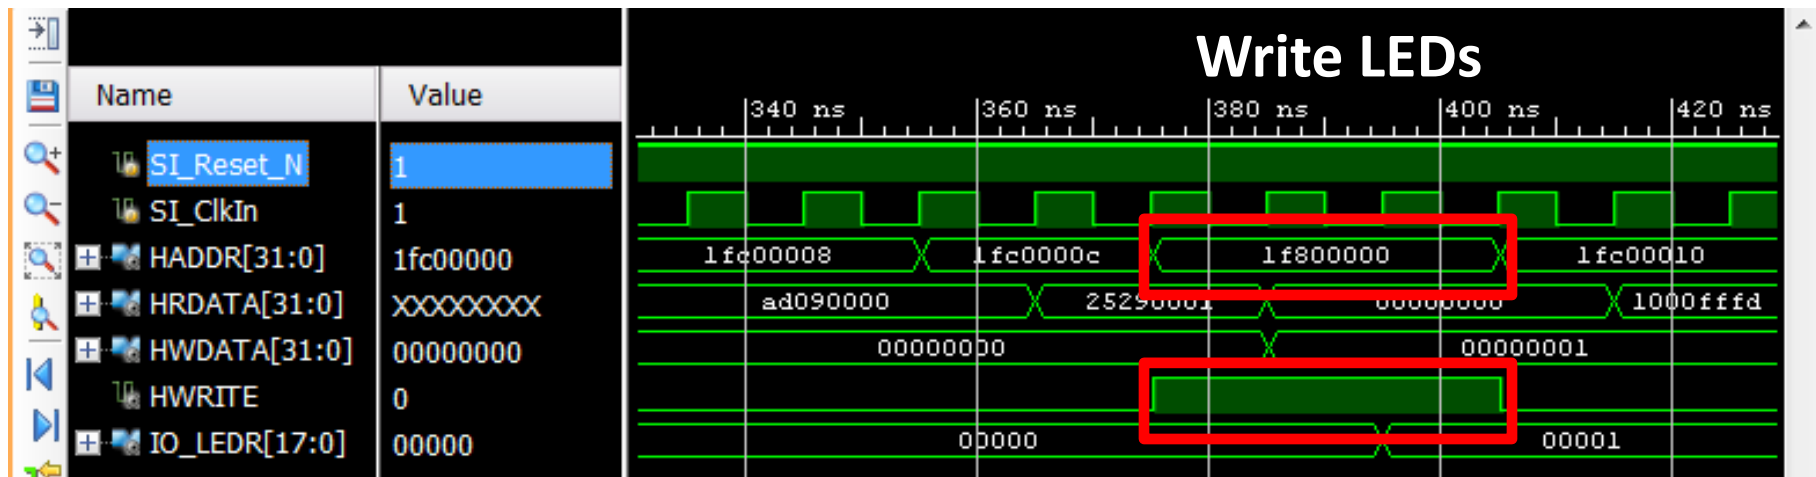 Write LEDs
Name Value
340 ns 360 ns 380 ns 400 ns 420 ns
SI_Reset_N 1
SI_ClkIn 1
HADDR[31:0] 1fc00000 1fc00008 1fc0000c 1f800000 1fc00010
HRDATA[31:0] XXXXXXXX ad090000 25290001 00000000 1000fffd
HWDATA[31:0] 00000000 00000000 00000001
HWRITE 0
IO_LEDR[17:0] 00000 00000 00001